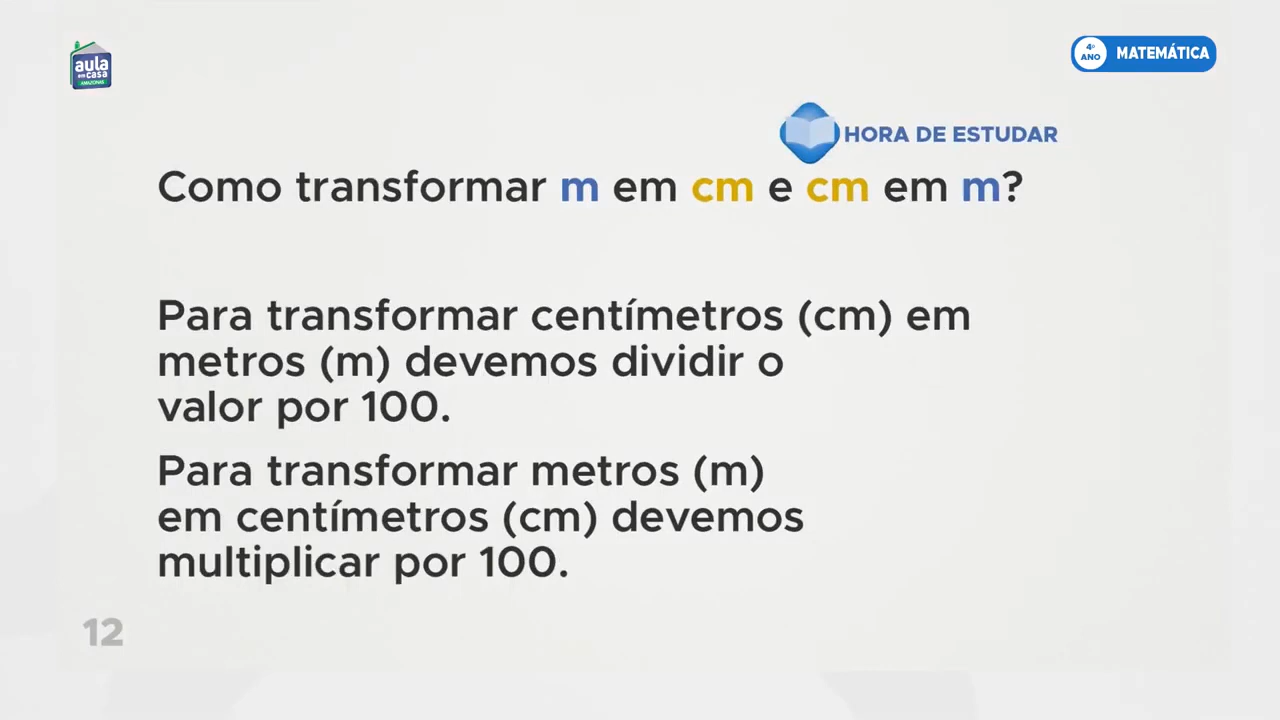 aula
em casa
AMAZONAS
4º
ANO
MATEMÁTICA
HORA DE ESTUDAR
Como transformar m em cm e cm em m?
Para transformar centímetros (cm) em
metros (m) devemos dividir o
valor por 100.
Para transformar metros (m)
em centímetros (cm) devemos
multiplicar por 100.
12